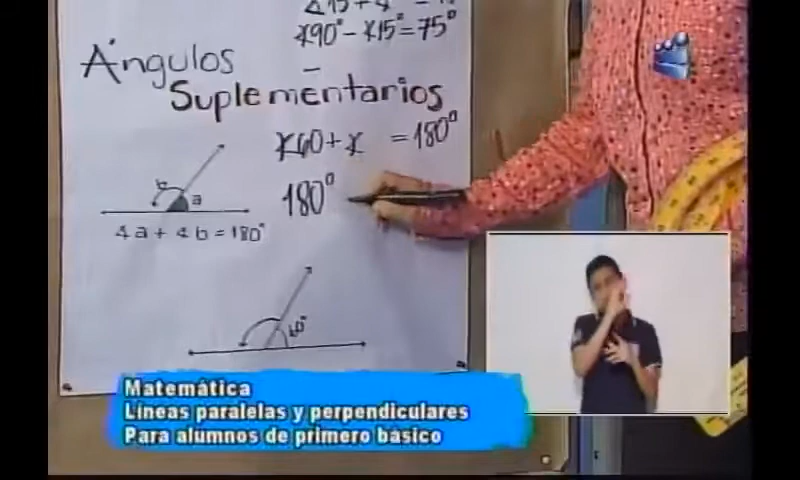 ∡90° - ∡15° = 75°
Ángulos
Suplementarios
∡60 + ∡ = 180°
180°
b a
∡a + ∡b = 180°
60°
Matemática
Líneas paralelas y perpendiculares
Para alumnos de primero básico